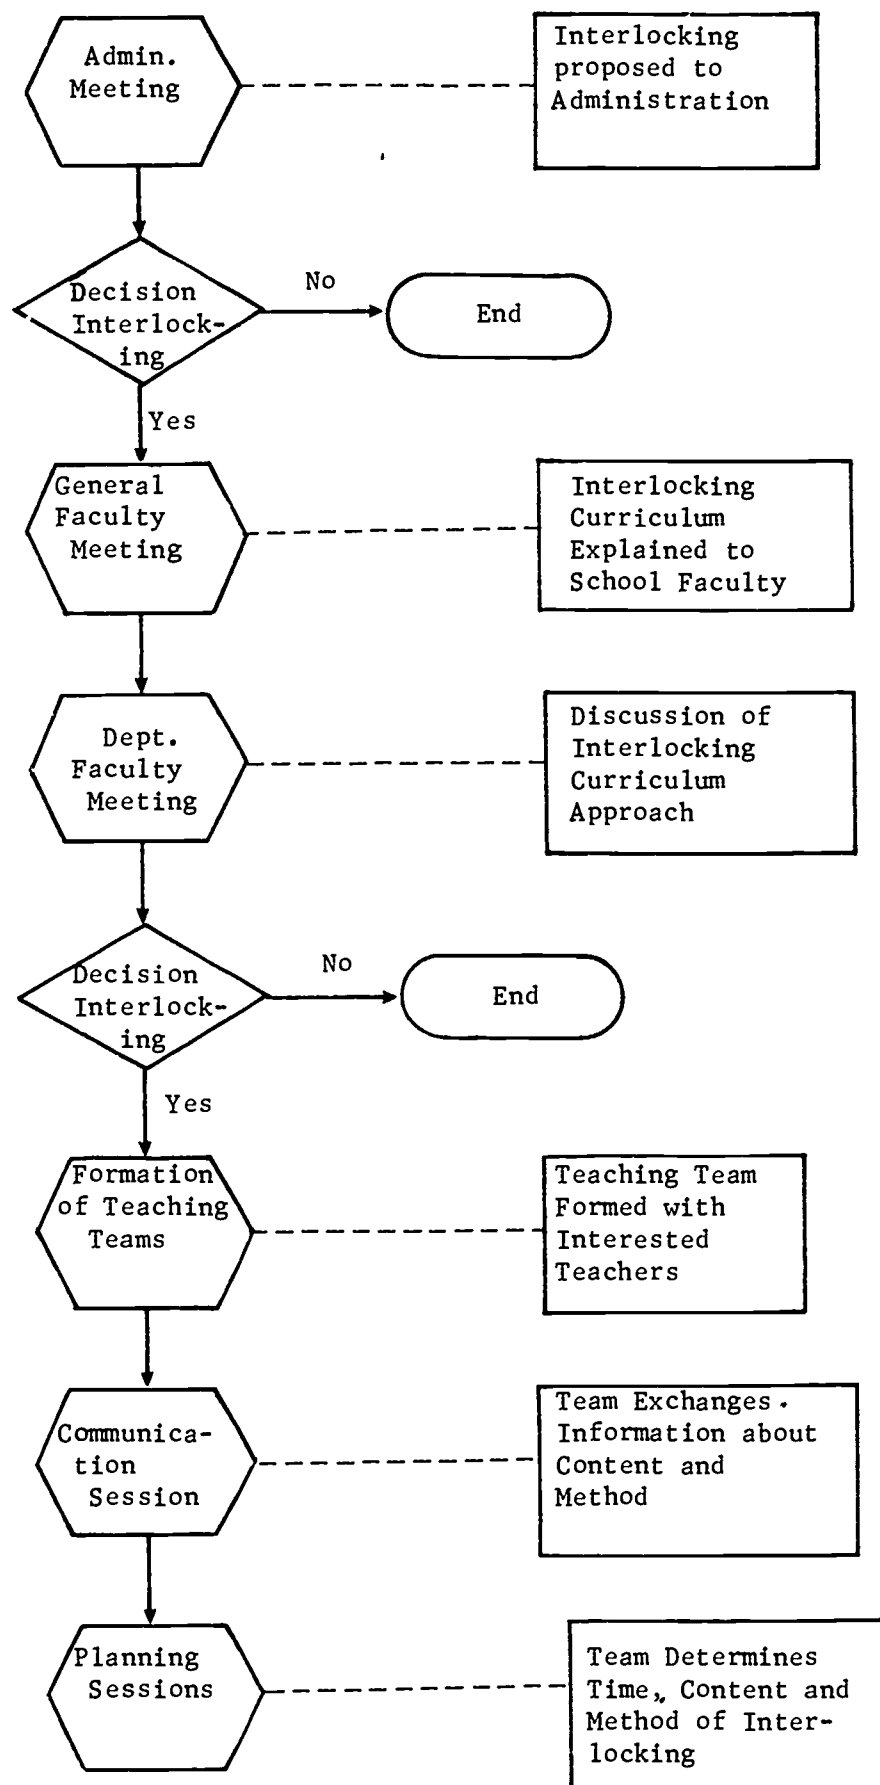 Admin.
Meeting
Interlocking
proposed to
Administration
Decision
Interlock-
ing
No
End
Yes
General
Faculty
Meeting
Interlocking
Curriculum
Explained to
School Faculty
Dept.
Faculty
Meeting
Discussion of
Interlocking
Curriculum
Approach
Decision
Interlock-
ing
No
End
Yes
Formation
of Teaching
Teams
Teaching Team
Formed with
Interested
Teachers
Communica-
tion
Session
Team Exchanges.
Information about
Content and
Method
Planning
Sessions
Team Determines
Time, Content and
Method of Inter-
locking